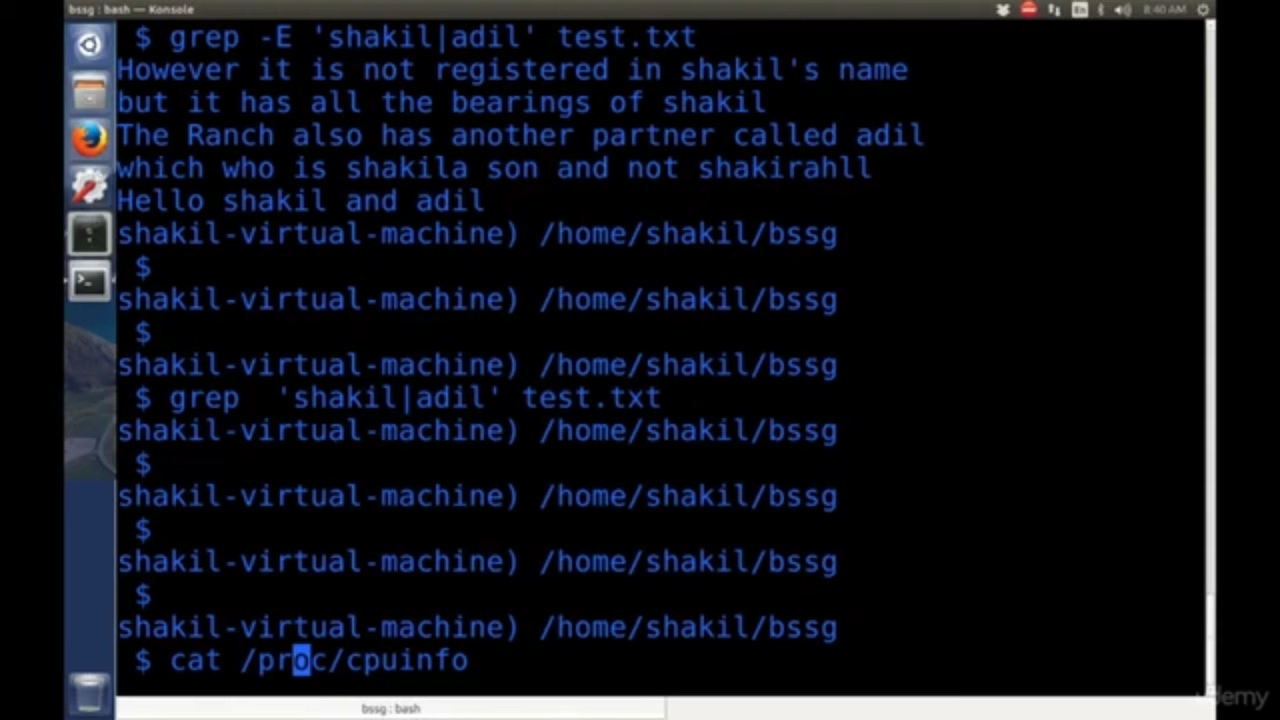 bssg : bash — Konsole
En
8:40 AM
$ grep -E 'shakil|adil' test.txt
However it is not registered in shakil's name
but it has all the bearings of shakil
The Ranch also has another partner called adil
which who is shakila son and not shakirahll
Hello shakil and adil
shakil-virtual-machine) /home/shakil/bssg
$
shakil-virtual-machine) /home/shakil/bssg
$
shakil-virtual-machine) /home/shakil/bssg
$ grep  'shakil|adil' test.txt
shakil-virtual-machine) /home/shakil/bssg
$
shakil-virtual-machine) /home/shakil/bssg
$
shakil-virtual-machine) /home/shakil/bssg
$
shakil-virtual-machine) /home/shakil/bssg
$ cat /proc/cpuinfo
bssg : bash
udemy